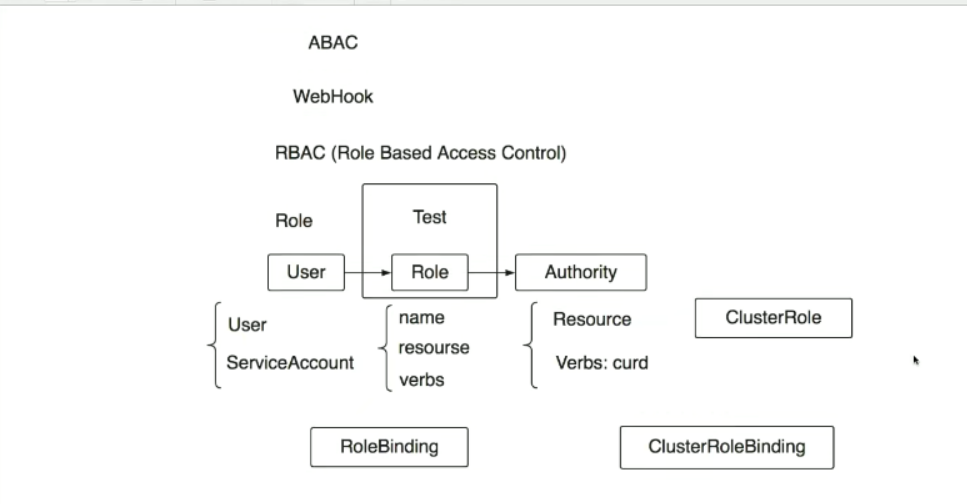 ABAC
WebHook
RBAC (Role Based Access Control)
Role
Test
User
Role
Authority
User
ServiceAccount
name
resourse
verbs
Resource
Verbs: curd
ClusterRole
RoleBinding
ClusterRoleBinding